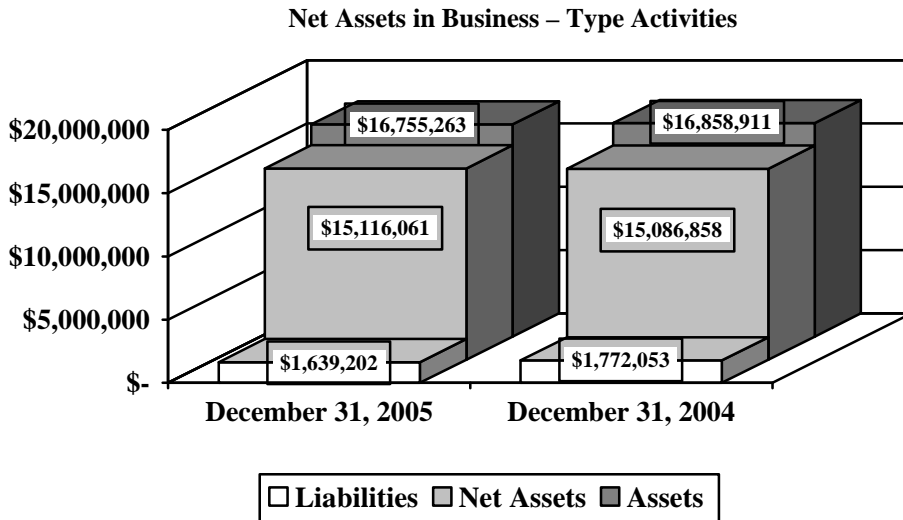 Net Assets in Business – Type Activities
$20,000,000
$15,000,000
$10,000,000
$5,000,000
$-
$16,755,263
$16,858,911
$15,116,061
$15,086,858
$1,639,202
$1,772,053
December 31, 2005
December 31, 2004
Liabilities Net Assets Assets